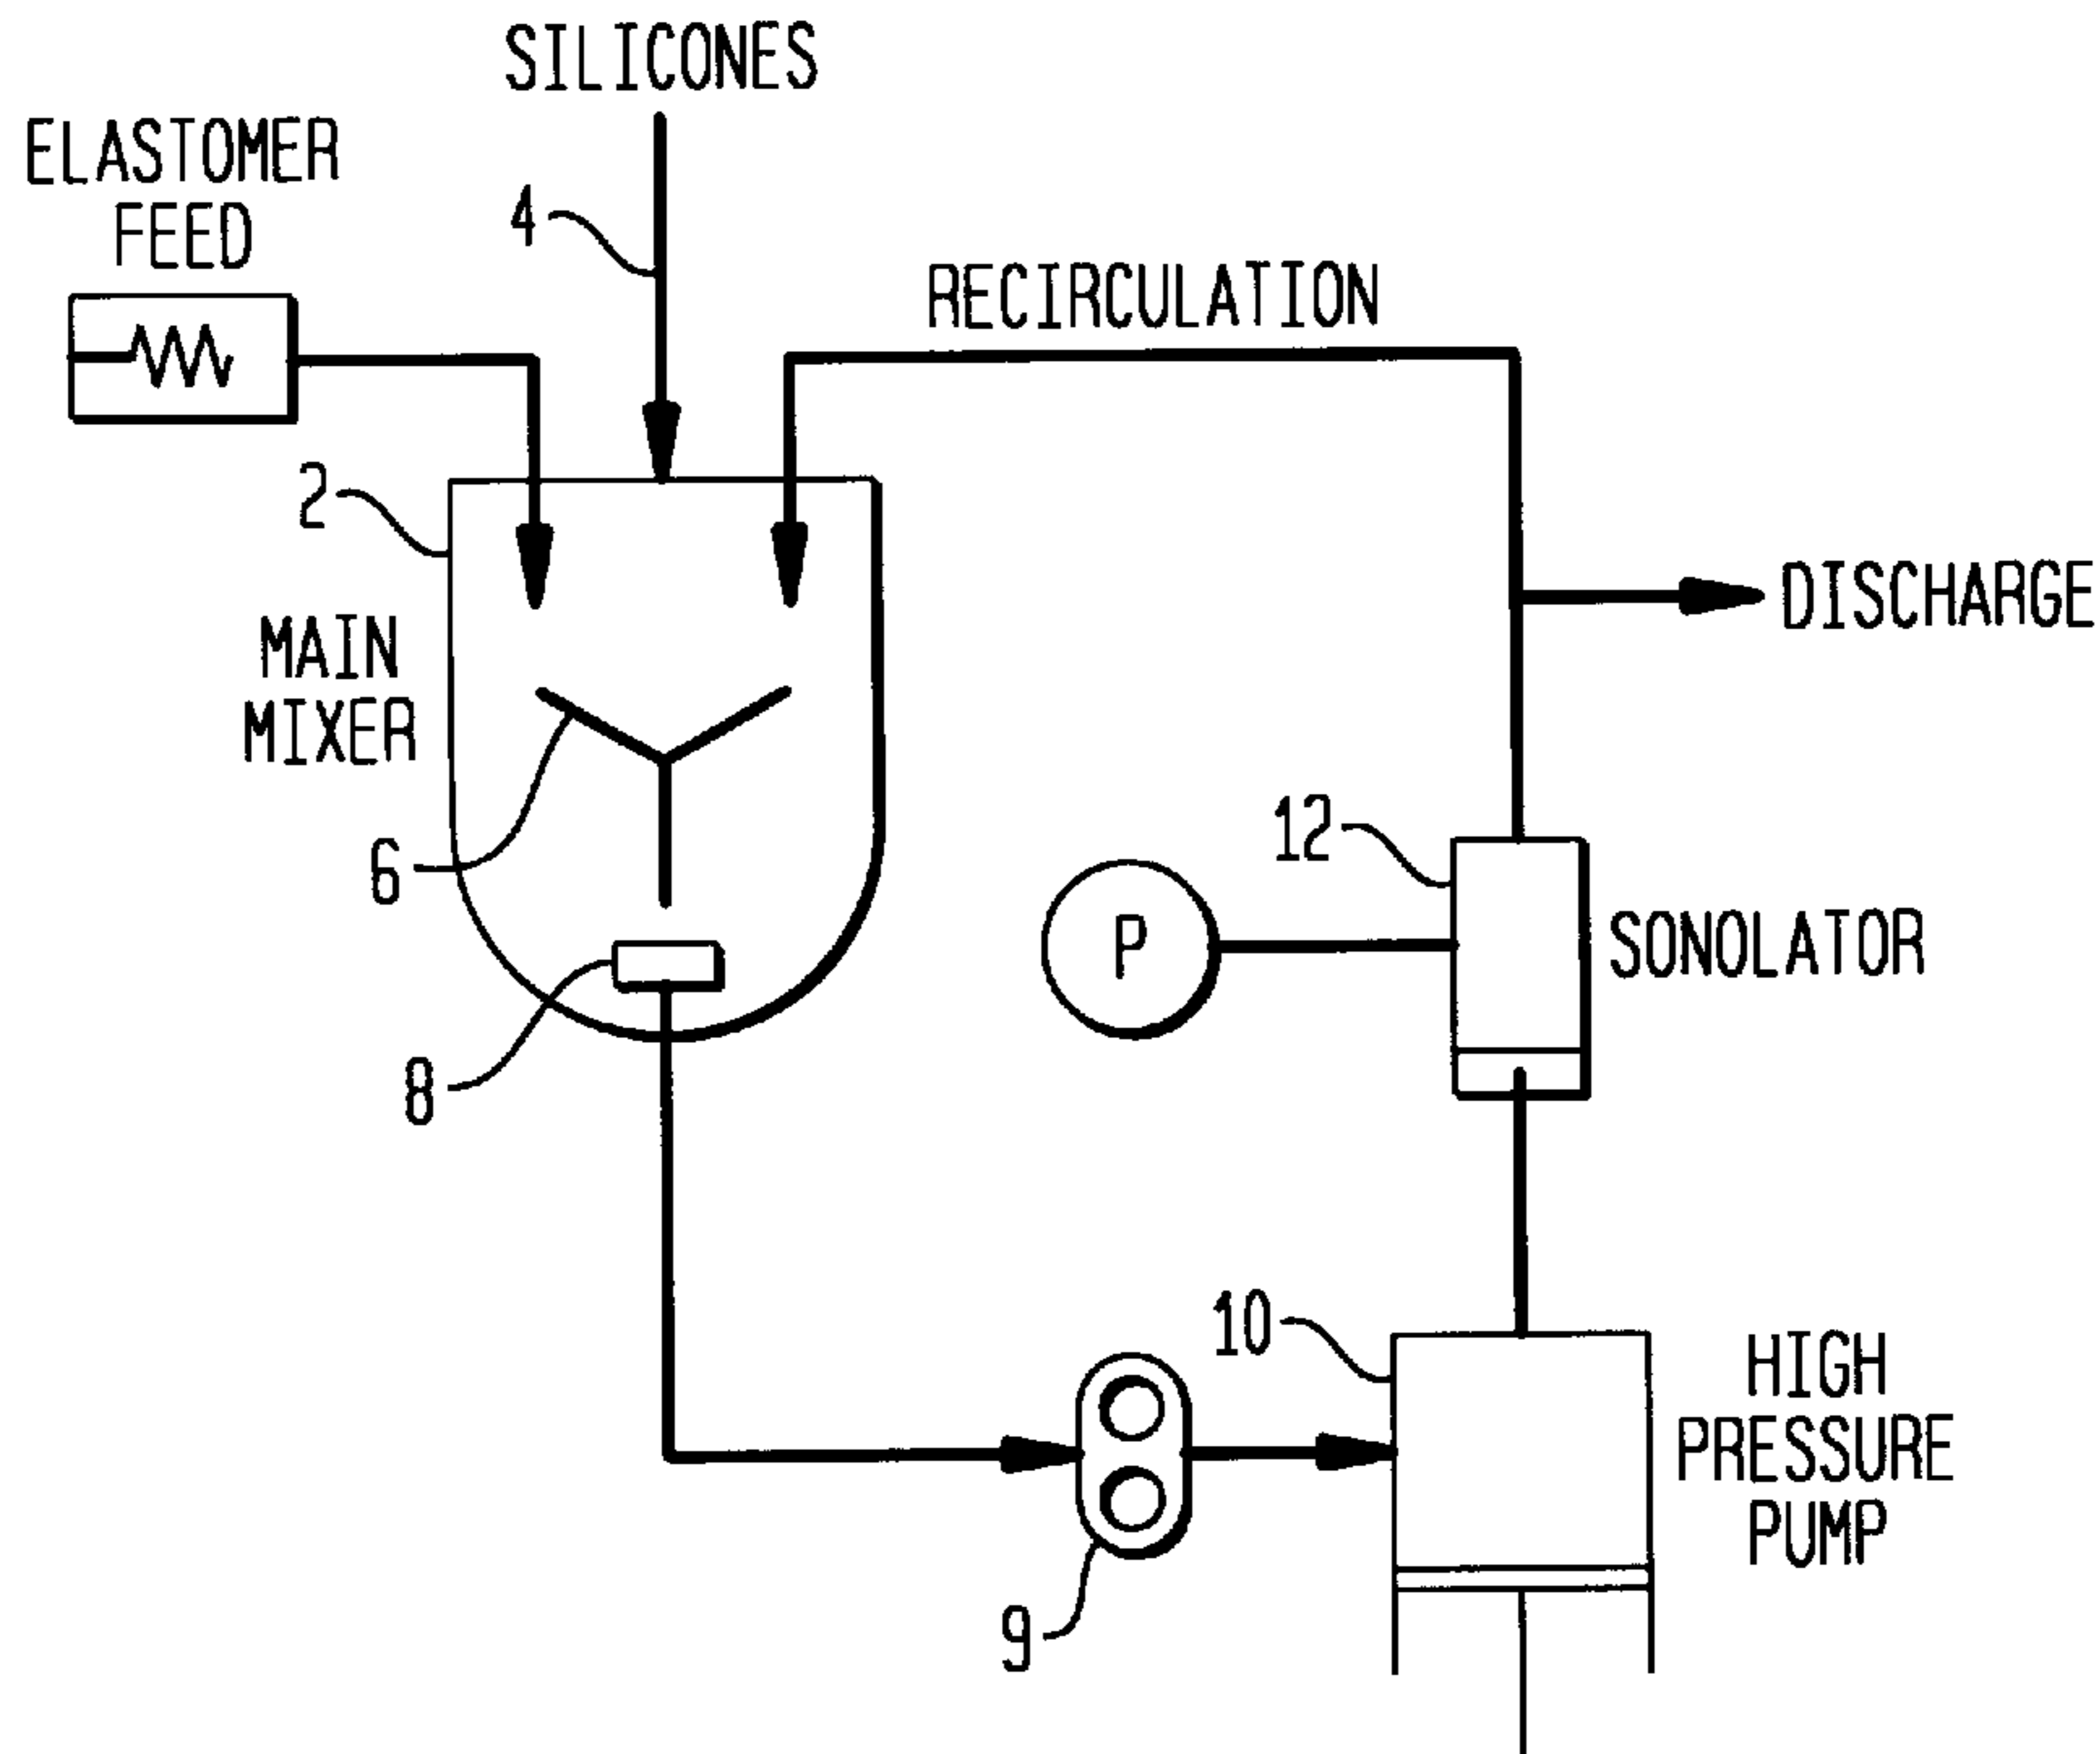 SILICONES
ELASTOMER
FEED
4
RECIRCULATION
2
DISCHARGE
MAIN
MIXER
12
6
P
SONOLATOR
8
10
HIGH
PRESSURE
PUMP
9